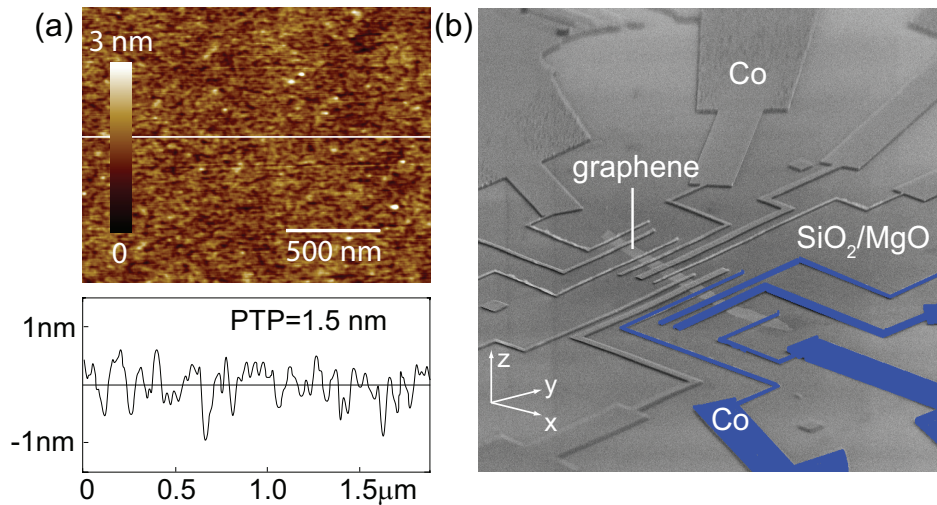 (a)
3 nm
0
500 nm
PTP=1.5 nm
1nm
-1nm
0
0.5
1.0
1.5μm
(b)
Co
graphene
SiO₂/MgO
z
y
x
Co